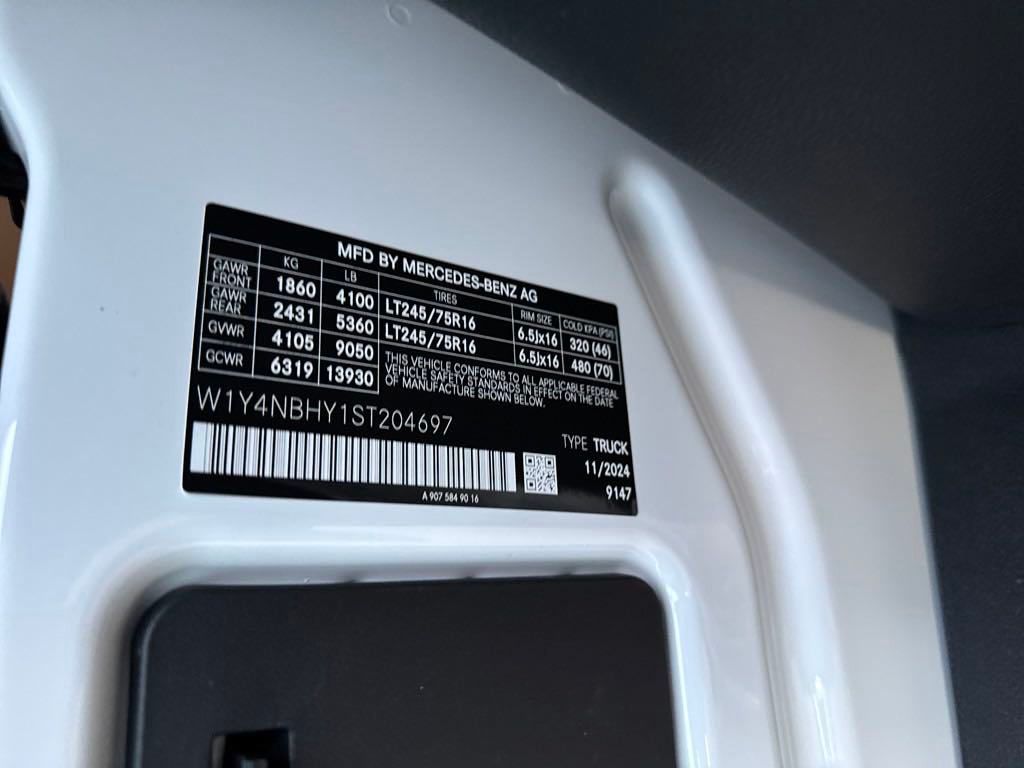 MFD BY MERCEDES-BENZ AG
KG LB TIRES RIM SIZE COLD KPA (PSI)
GAWR FRONT 1860 4100 LT245/75R16 6.5Jx16 320 (46)
GAWR REAR 2431 5360 LT245/75R16 6.5Jx16 480 (70)
GVWR 4105 9050
GCWR 6319 13930
THIS VEHICLE CONFORMS TO ALL APPLICABLE FEDERAL
VEHICLE SAFETY STANDARDS IN EFFECT ON THE DATE
OF MANUFACTURE SHOWN BELOW.
W1Y4NBHY1ST204697
TYPE TRUCK
11/2024
9147
A 907 584 90 16